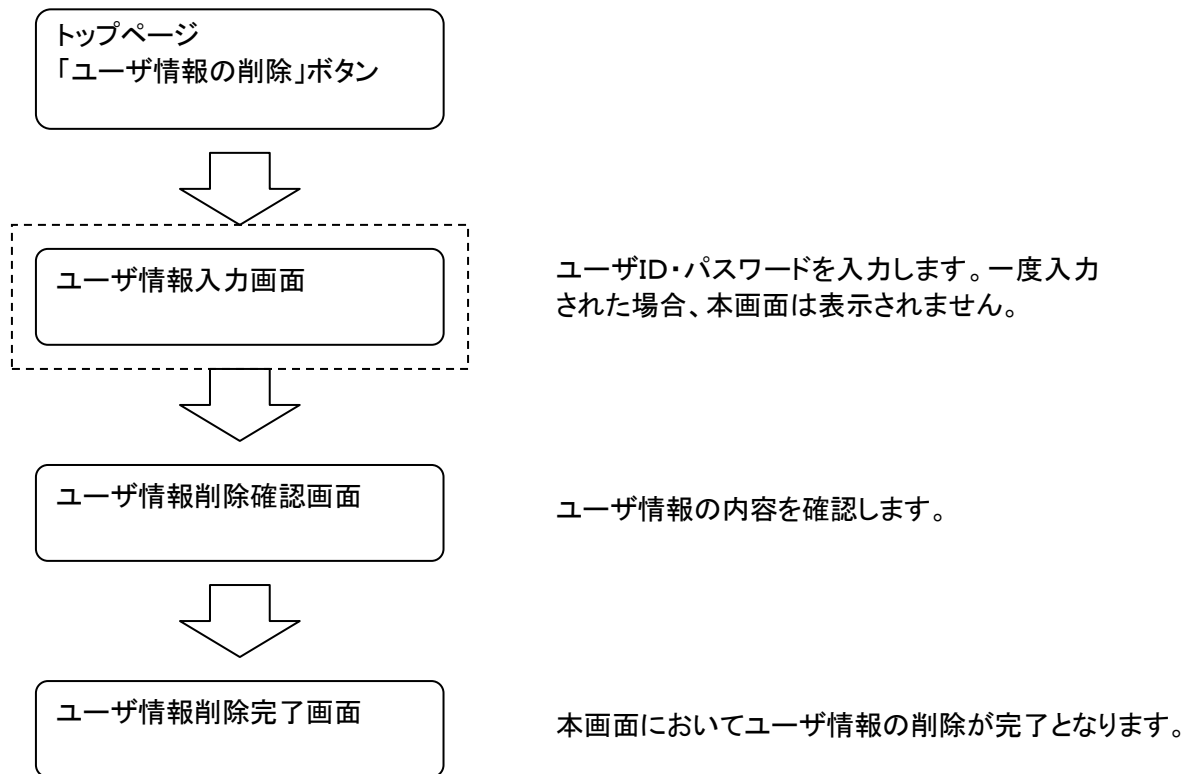 トップページ
「ユーザ情報の削除」ボタン
ユーザ情報入力画面
ユーザID・パスワードを入力します。一度入力
された場合、本画面は表示されません。
ユーザ情報削除確認画面
ユーザ情報の内容を確認します。
ユーザ情報削除完了画面
本画面においてユーザ情報の削除が完了となります。